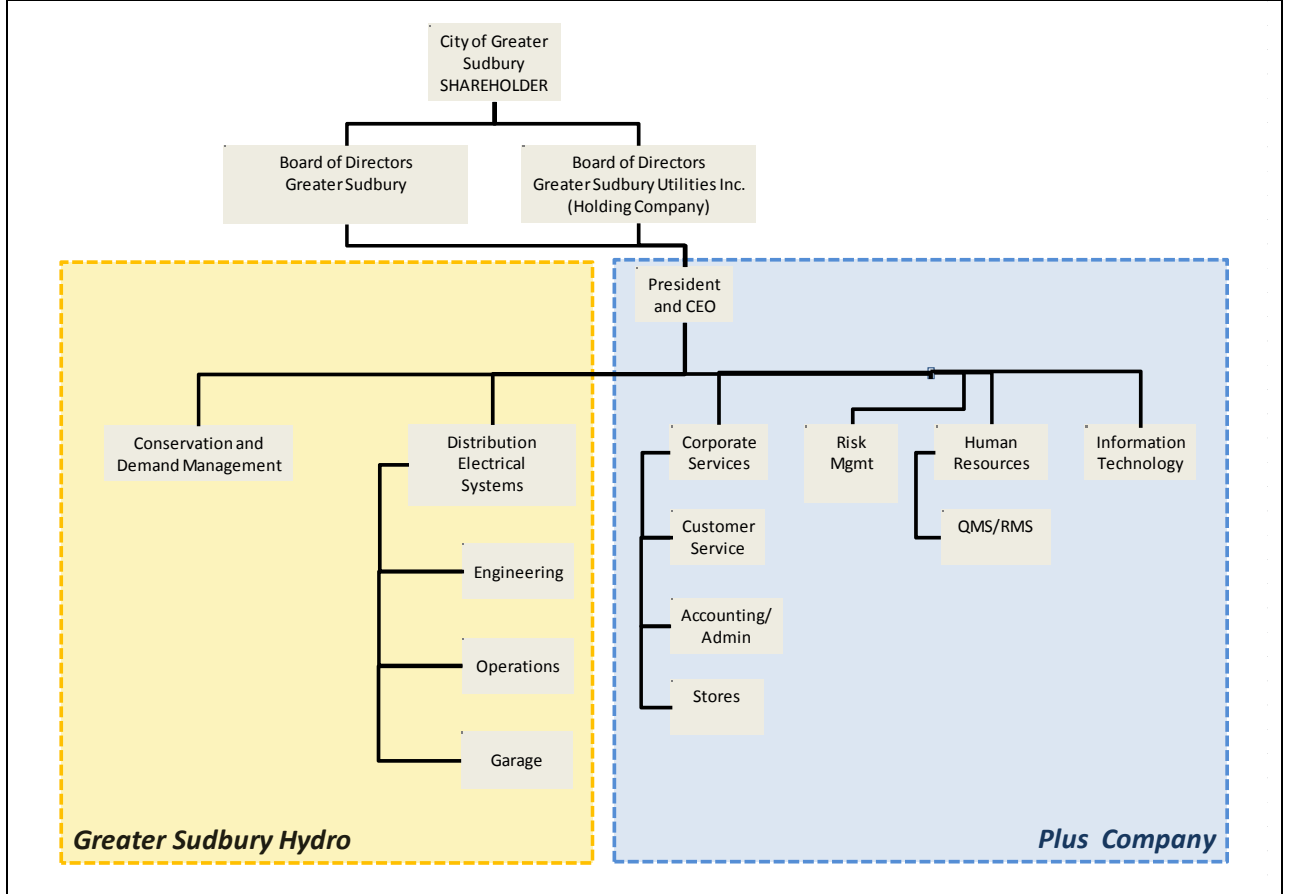 City of Greater
Sudbury
SHAREHOLDER
Board of Directors
Greater Sudbury
Board of Directors
Greater Sudbury Utilities Inc.
(Holding Company)
President
and CEO
Conservation and
Demand Management
Distribution
Electrical
Systems
Corporate
Services
Risk
Mgmt
Human
Resources
Information
Technology
Customer
Service
QMS/RMS
Engineering
Accounting/
Admin
Operations
Stores
Garage
Greater Sudbury Hydro
Plus Company